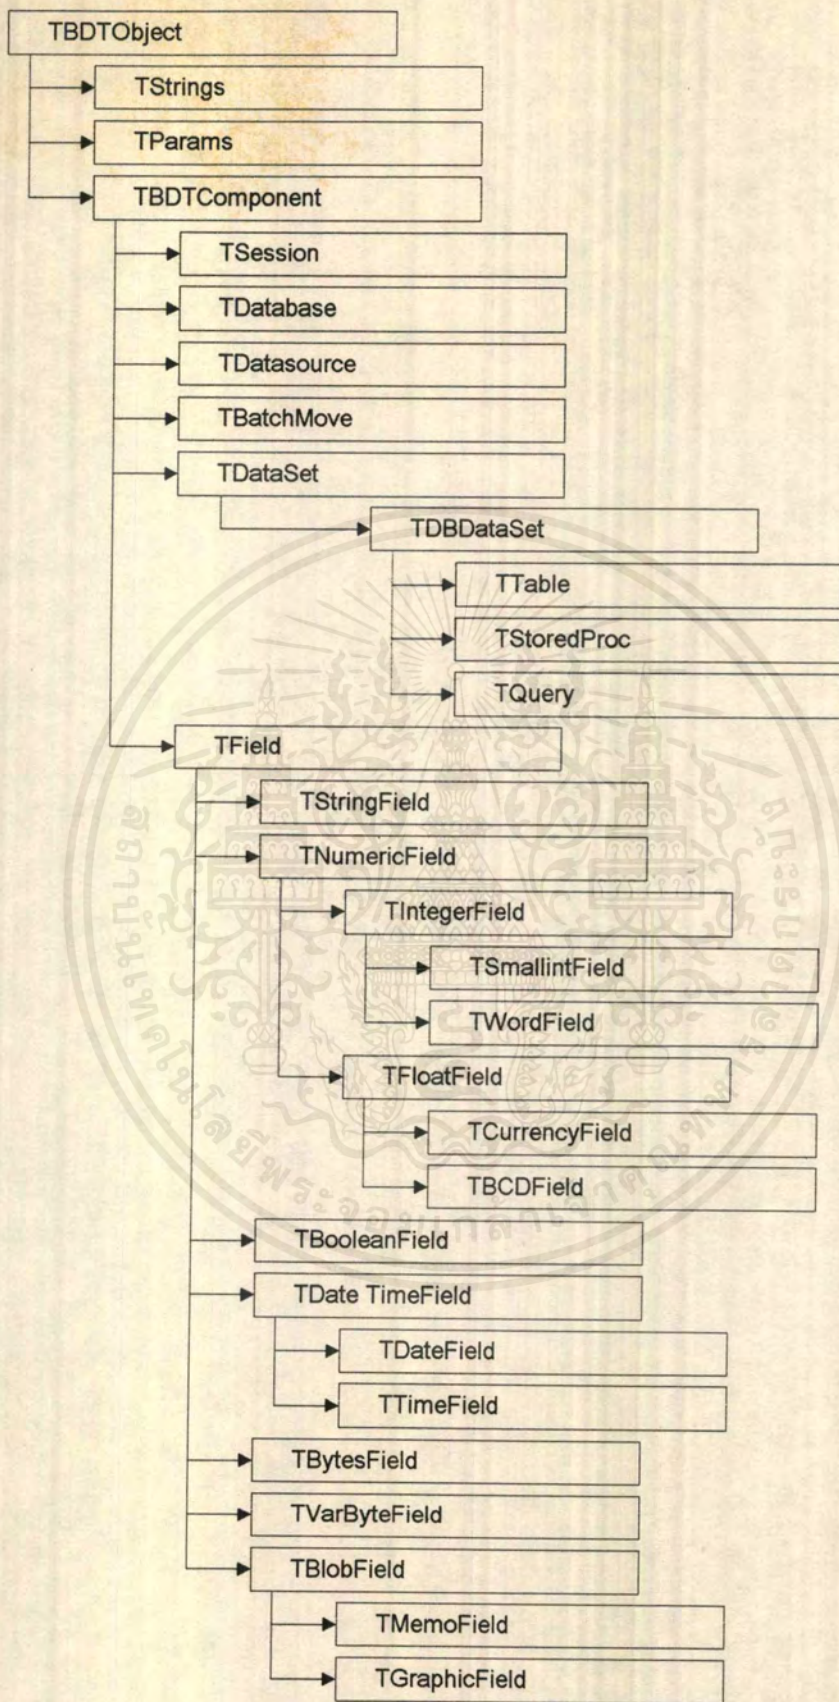 TBDTObject
TStrings
TParams
TBDTComponent
TSession
TDatabase
TDatasource
TBatchMove
TDataSet
TDBDataSet
TTable
TStoredProc
TQuery
TField
TStringField
TNumericField
TIntegerField
TSmallintField
TWordField
TFloatField
TCurrencyField
TBCDField
TBooleanField
TDate TimeField
TDateField
TTimeField
TBytesField
TVarByteField
TBlobField
TMemoField
TGraphicField